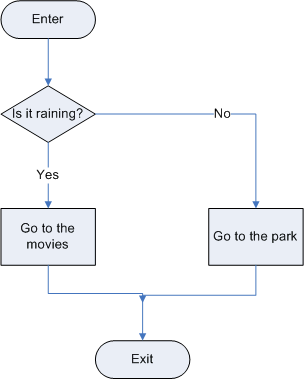 Enter
Is it raining?
No
Yes
Go to the
movies
Go to the park
Exit